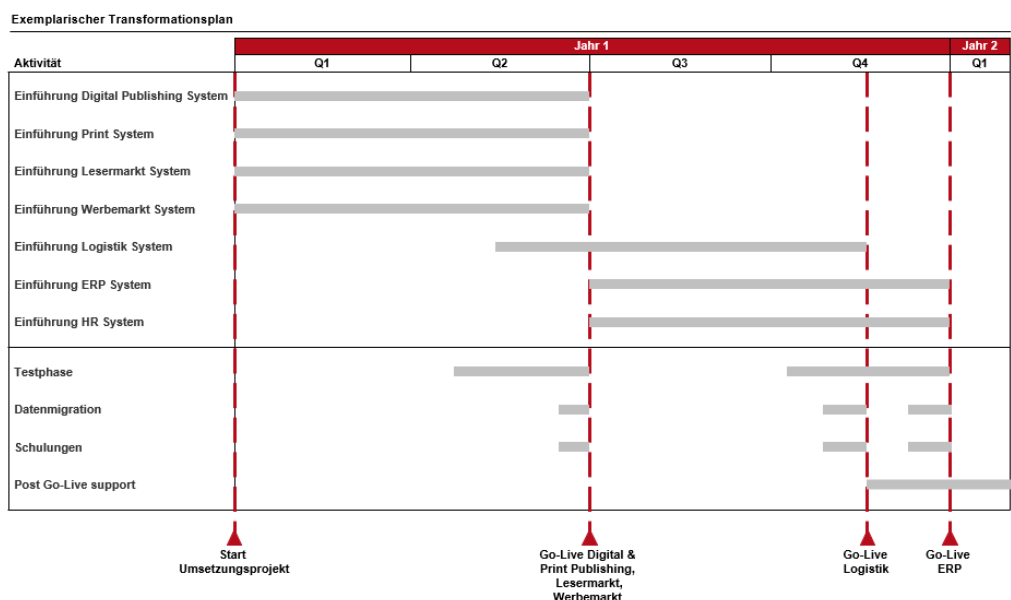 Exemplarischer Transformationsplan
Jahr 1
Jahr 2
Aktivität
Q1
Q2
Q3
Q4
Q1
Einführung Digital Publishing System
Einführung Print System
Einführung Lesermarkt System
Einführung Werbemarkt System
Einführung Logistik System
Einführung ERP System
Einführung HR System
Testphase
Datenmigration
Schulungen
Post Go-Live support
Start
Umsetzungsprojekt
Go-Live Digital &
Print Publishing,
Lesermarkt,
Werbemarkt
Go-Live
Logistik
Go-Live
ERP